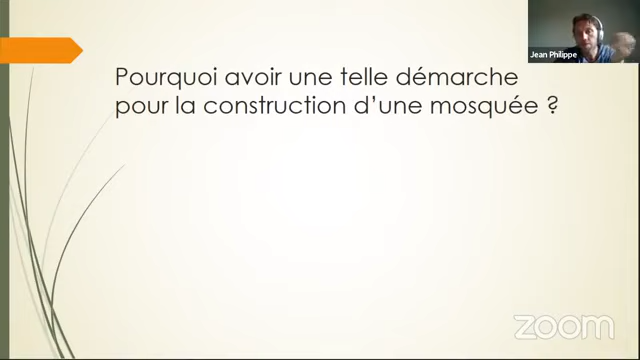 Jean Philippe
Pourquoi avoir une telle démarche
pour la construction d'une mosquée ?
zoom